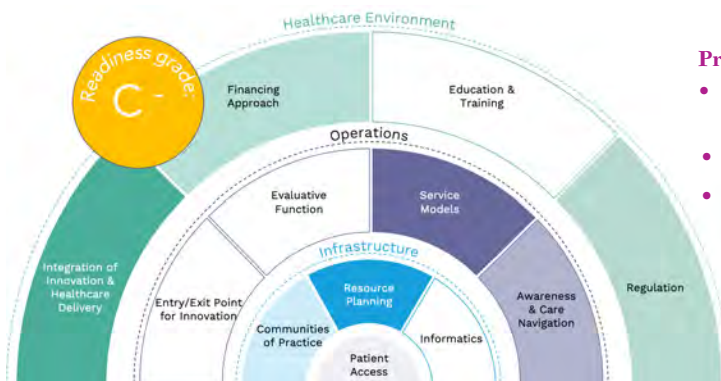 Healthcare Environment
Readiness grade:
C -
Financing
Approach
Education &
Training
Operations
Evaluative
Function
Service
Models
Infrastructure
Integration of
Innovation &
Healthcare
Delivery
Entry/Exit Point
for Innovation
Communities
of Practice
Resource
Planning
Informatics
Awareness
& Care
Navigation
Regulation
Patient
Access
Pr
•
•
•